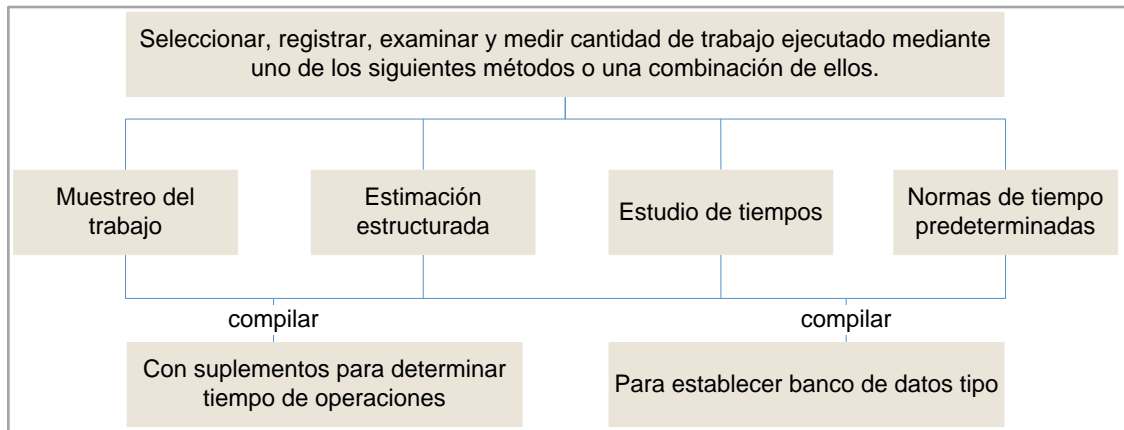 Seleccionar, registrar, examinar y medir cantidad de trabajo ejecutado mediante
uno de los siguientes métodos o una combinación de ellos.
Muestreo del
trabajo
Estimación
estructurada
Estudio de tiempos
Normas de tiempo
predeterminadas
compilar
compilar
Con suplementos para determinar
tiempo de operaciones
Para establecer banco de datos tipo